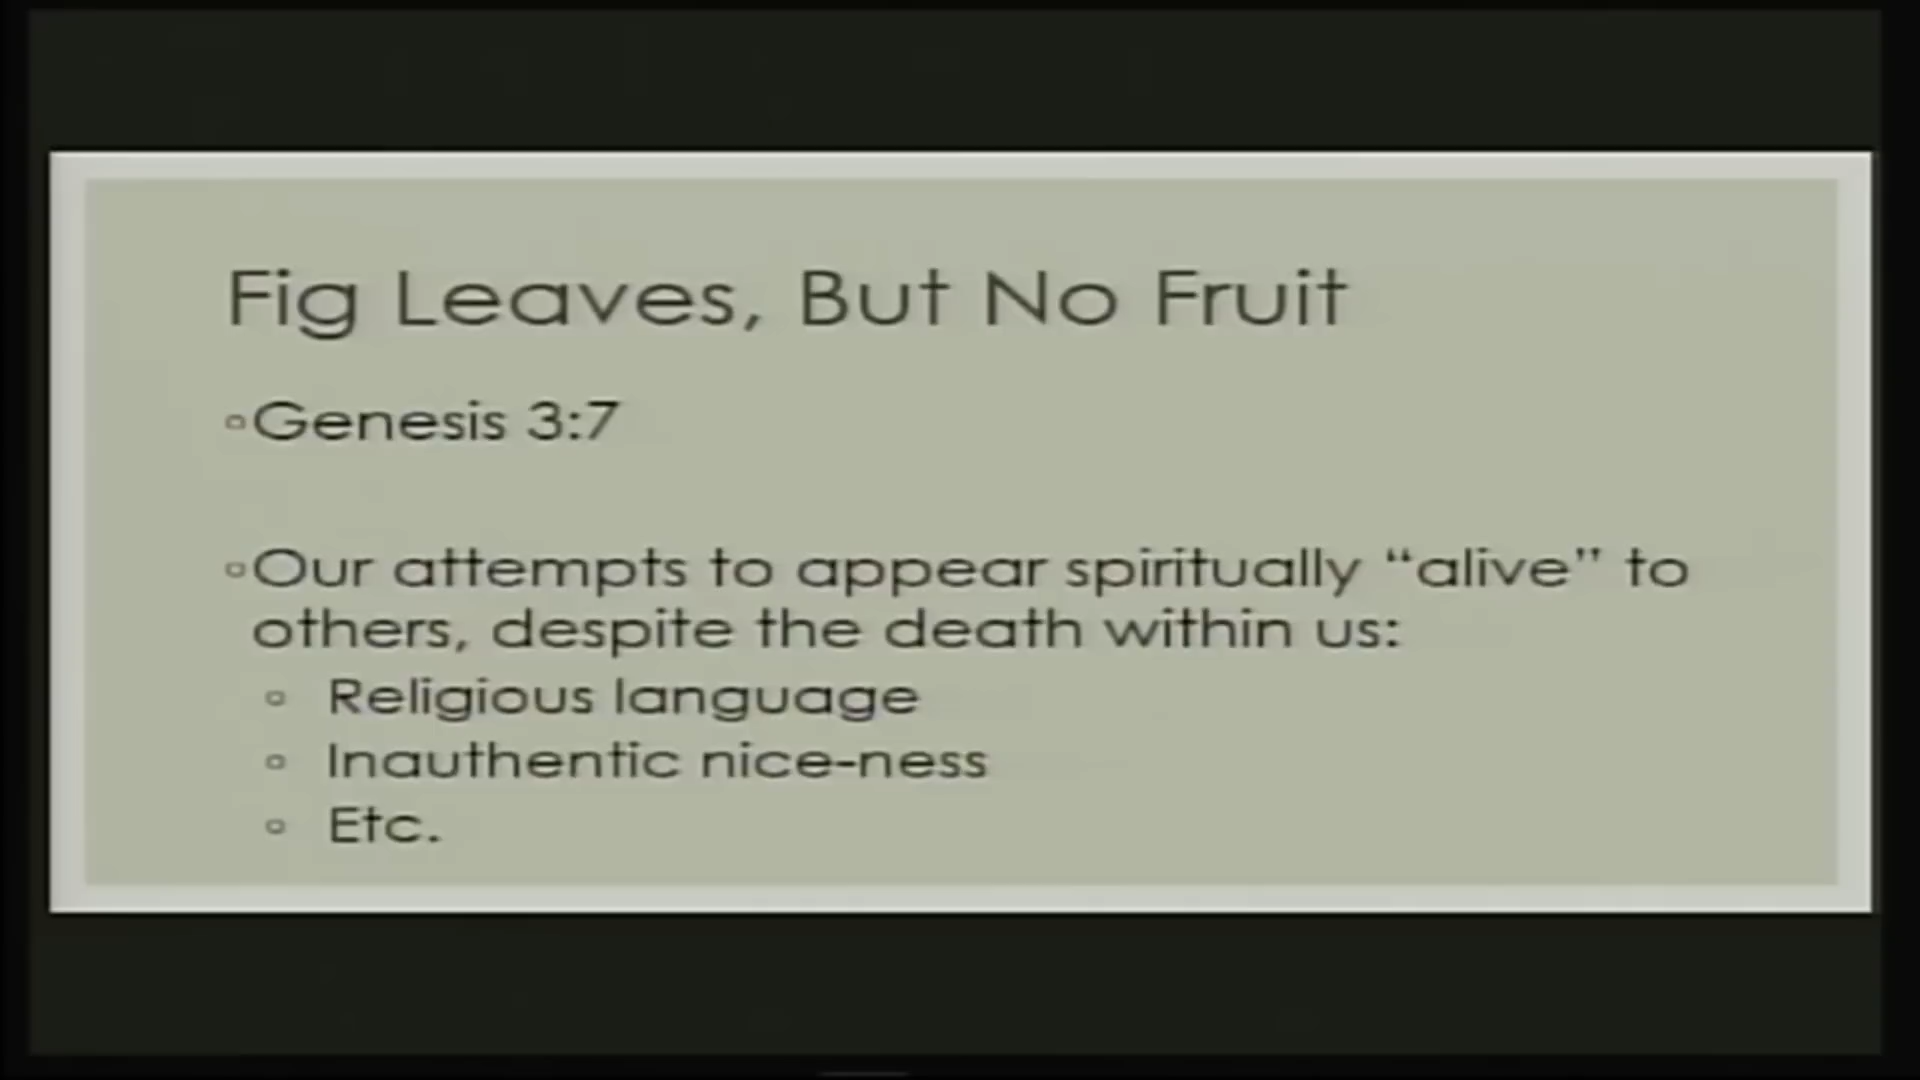 Fig Leaves, But No Fruit
Genesis 3:7
Our attempts to appear spiritually “alive” to
others, despite the death within us:
Religious language
Inauthentic nice-ness
Etc.